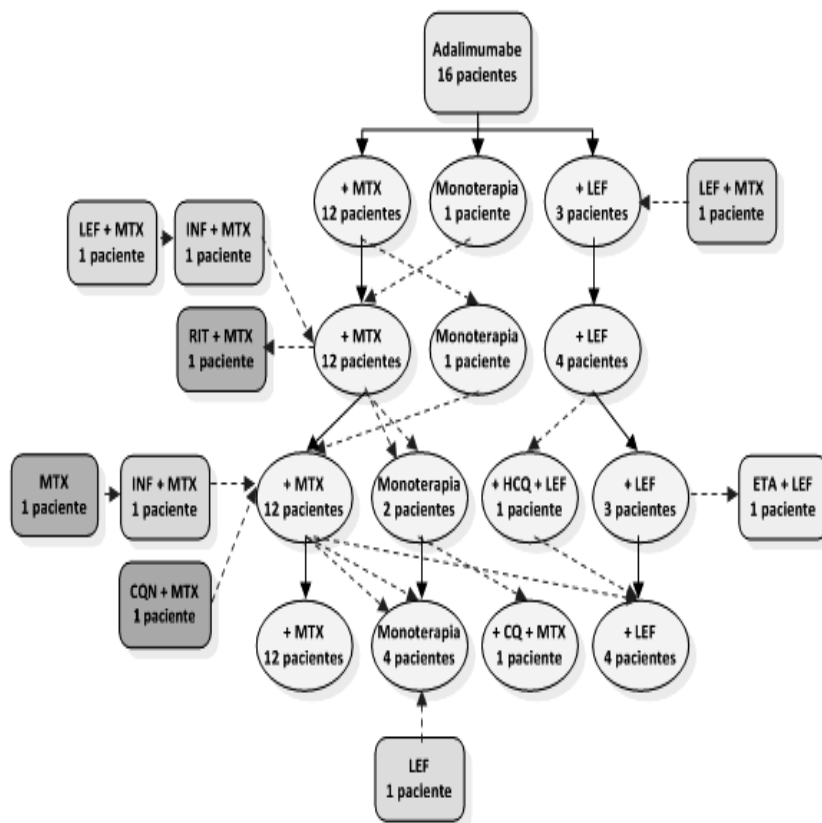 Adalimumabe
16 pacientes
+ MTX
12 pacientes
Monoterapia
1 paciente
+ LEF
3 pacientes
LEF + MTX
1 paciente
LEF + MTX
1 paciente
INF + MTX
1 paciente
RIT + MTX
1 paciente
+ MTX
12 pacientes
Monoterapia
1 paciente
+ LEF
4 pacientes
MTX
1 paciente
INF + MTX
1 paciente
+ MTX
12 pacientes
Monoterapia
2 pacientes
+ HCQ + LEF
1 paciente
+ LEF
3 pacientes
ETA + LEF
1 paciente
CQN + MTX
1 paciente
+ MTX
12 pacientes
Monoterapia
4 pacientes
+ CQ + MTX
1 paciente
+ LEF
4 pacientes
LEF
1 paciente